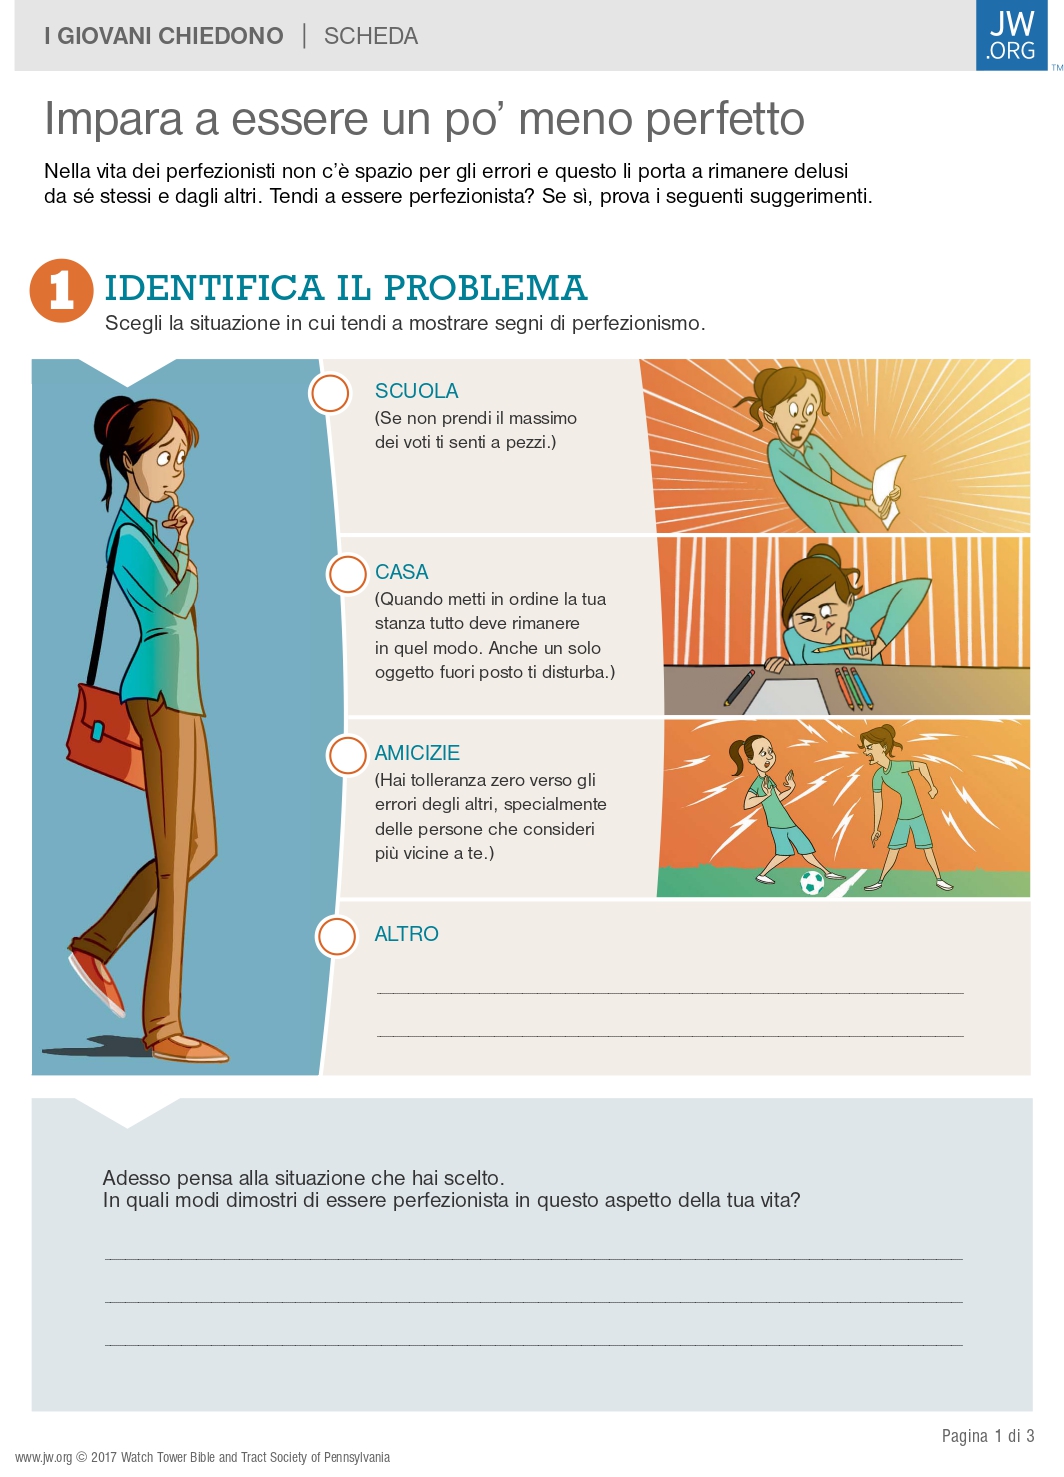 I GIOVANI CHIEDONO | SCHEDA
JW
.ORG
TM
Impara a essere un po’ meno perfetto
Nella vita dei perfezionisti non c’è spazio per gli errori e questo li porta a rimanere delusi
da sé stessi e dagli altri. Tendi a essere perfezionista? Se sì, prova i seguenti suggerimenti.
1 IDENTIFICA IL PROBLEMA
Scegli la situazione in cui tendi a mostrare segni di perfezionismo.
SCUOLA
(Se non prendi il massimo
dei voti ti senti a pezzi.)
CASA
(Quando metti in ordine la tua
stanza tutto deve rimanere
in quel modo. Anche un solo
oggetto fuori posto ti disturba.)
AMICIZIE
(Hai tolleranza zero verso gli
errori degli altri, specialmente
delle persone che consideri
più vicine a te.)
ALTRO
Adesso pensa alla situazione che hai scelto.
In quali modi dimostri di essere perfezionista in questo aspetto della tua vita?
Pagina 1 di 3
www.jw.org © 2017 Watch Tower Bible and Tract Society of Pennsylvania